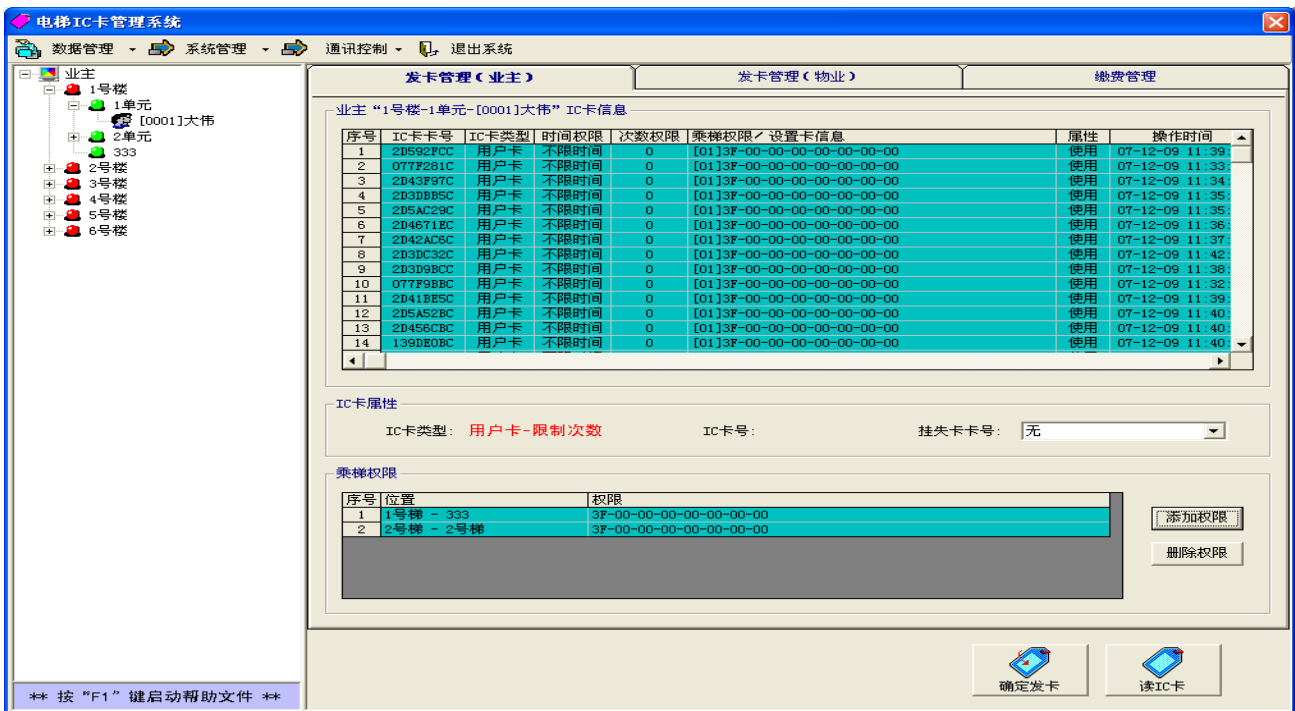 电梯IC卡管理系统
数据管理 系统管理 通讯控制 退出系统
业主
1号楼
1单元
[0001]大伟
2单元
333
2号楼
3号楼
4号楼
5号楼
6号楼
** 按“F1”键启动帮助文件 **
发卡管理(业主) 发卡管理(物业) 缴费管理
业主“1号楼-1单元-[0001]大伟”IC卡信息
序号 IC卡卡号 IC卡类型 时间权限 次数权限 乘梯权限/设置卡信息 属性 操作时间
1 2D592FCC 用户卡 不限时间 0 [01]3F-00-00-00-00-00-00-00 使用 07-12-09 11:39:
2 077F281C 用户卡 不限时间 0 [01]3F-00-00-00-00-00-00-00 使用 07-12-09 11:33:
3 2D43F97C 用户卡 不限时间 0 [01]3F-00-00-00-00-00-00-00 使用 07-12-09 11:34:
4 2D3DBB5C 用户卡 不限时间 0 [01]3F-00-00-00-00-00-00-00 使用 07-12-09 11:35:
5 2D5AC29C 用户卡 不限时间 0 [01]3F-00-00-00-00-00-00-00 使用 07-12-09 11:35:
6 2D4671EC 用户卡 不限时间 0 [01]3F-00-00-00-00-00-00-00 使用 07-12-09 11:36:
7 2D42AC6C 用户卡 不限时间 0 [01]3F-00-00-00-00-00-00-00 使用 07-12-09 11:37:
8 2D3DC32C 用户卡 不限时间 0 [01]3F-00-00-00-00-00-00-00 使用 07-12-09 11:42:
9 2D3D9BCC 用户卡 不限时间 0 [01]3F-00-00-00-00-00-00-00 使用 07-12-09 11:38:
10 077F9BBC 用户卡 不限时间 0 [01]3F-00-00-00-00-00-00-00 使用 07-12-09 11:32:
11 2D41BE5C 用户卡 不限时间 0 [01]3F-00-00-00-00-00-00-00 使用 07-12-09 11:39:
12 2D5A52BC 用户卡 不限时间 0 [01]3F-00-00-00-00-00-00-00 使用 07-12-09 11:40:
13 2D456CBC 用户卡 不限时间 0 [01]3F-00-00-00-00-00-00-00 使用 07-12-09 11:40:
14 139DE0BC 用户卡 不限时间 0 [01]3F-00-00-00-00-00-00-00 使用 07-12-09 11:40:
IC卡属性
IC卡类型: 用户卡-限制次数 IC卡号: 挂失卡卡号: 无
乘梯权限
序号 位置 权限
1 1号梯 - 333 3F-00-00-00-00-00-00-00
2 2号梯 - 2号梯 3F-00-00-00-00-00-00-00
添加权限
删除权限
确定发卡 读IC卡